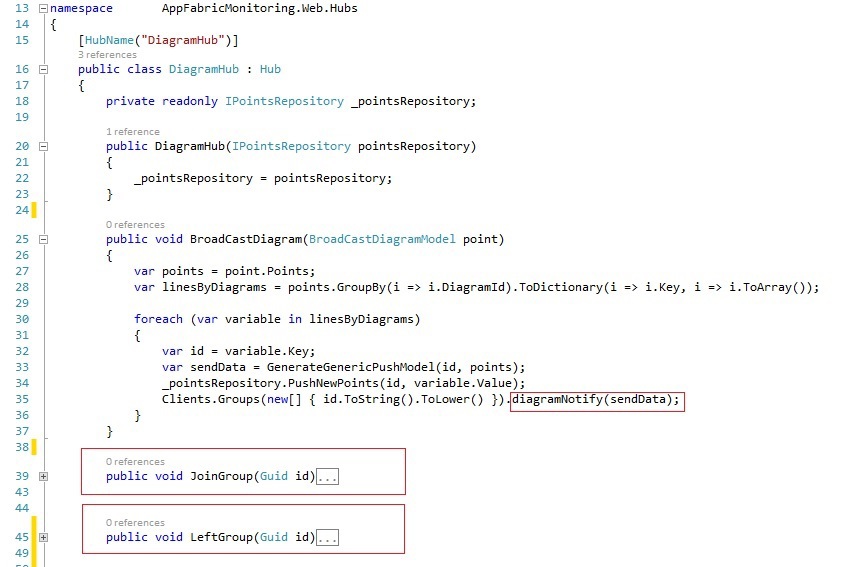 13 namespace AppFabricMonitoring.Web.Hubs
14 {
15 [HubName("DiagramHub")]
3 references
16 public class DiagramHub : Hub
17 {
18 private readonly IPointsRepository _pointsRepository;
19
1 reference
20 public DiagramHub(IPointsRepository pointsRepository)
21 {
22 _pointsRepository = pointsRepository;
23 }
24
0 references
25 public void BroadCastDiagram(BroadCastDiagramModel point)
26 {
27 var points = point.Points;
28 var linesByDiagrams = points.GroupBy(i => i.DiagramId).ToDictionary(i => i.Key, i => i.ToArray());
29
30 foreach (var variable in linesByDiagrams)
31 {
32 var id = variable.Key;
33 var sendData = GenerateGenericPushModel(id, points);
34 _pointsRepository.PushNewPoints(id, variable.Value);
35 Clients.Groups(new[] { id.ToString().ToLower() }).diagramNotify(sendData);
36 }
37 }
38
0 references
39 public void JoinGroup(Guid id)...
43
44
0 references
45 public void LeftGroup(Guid id)...
49